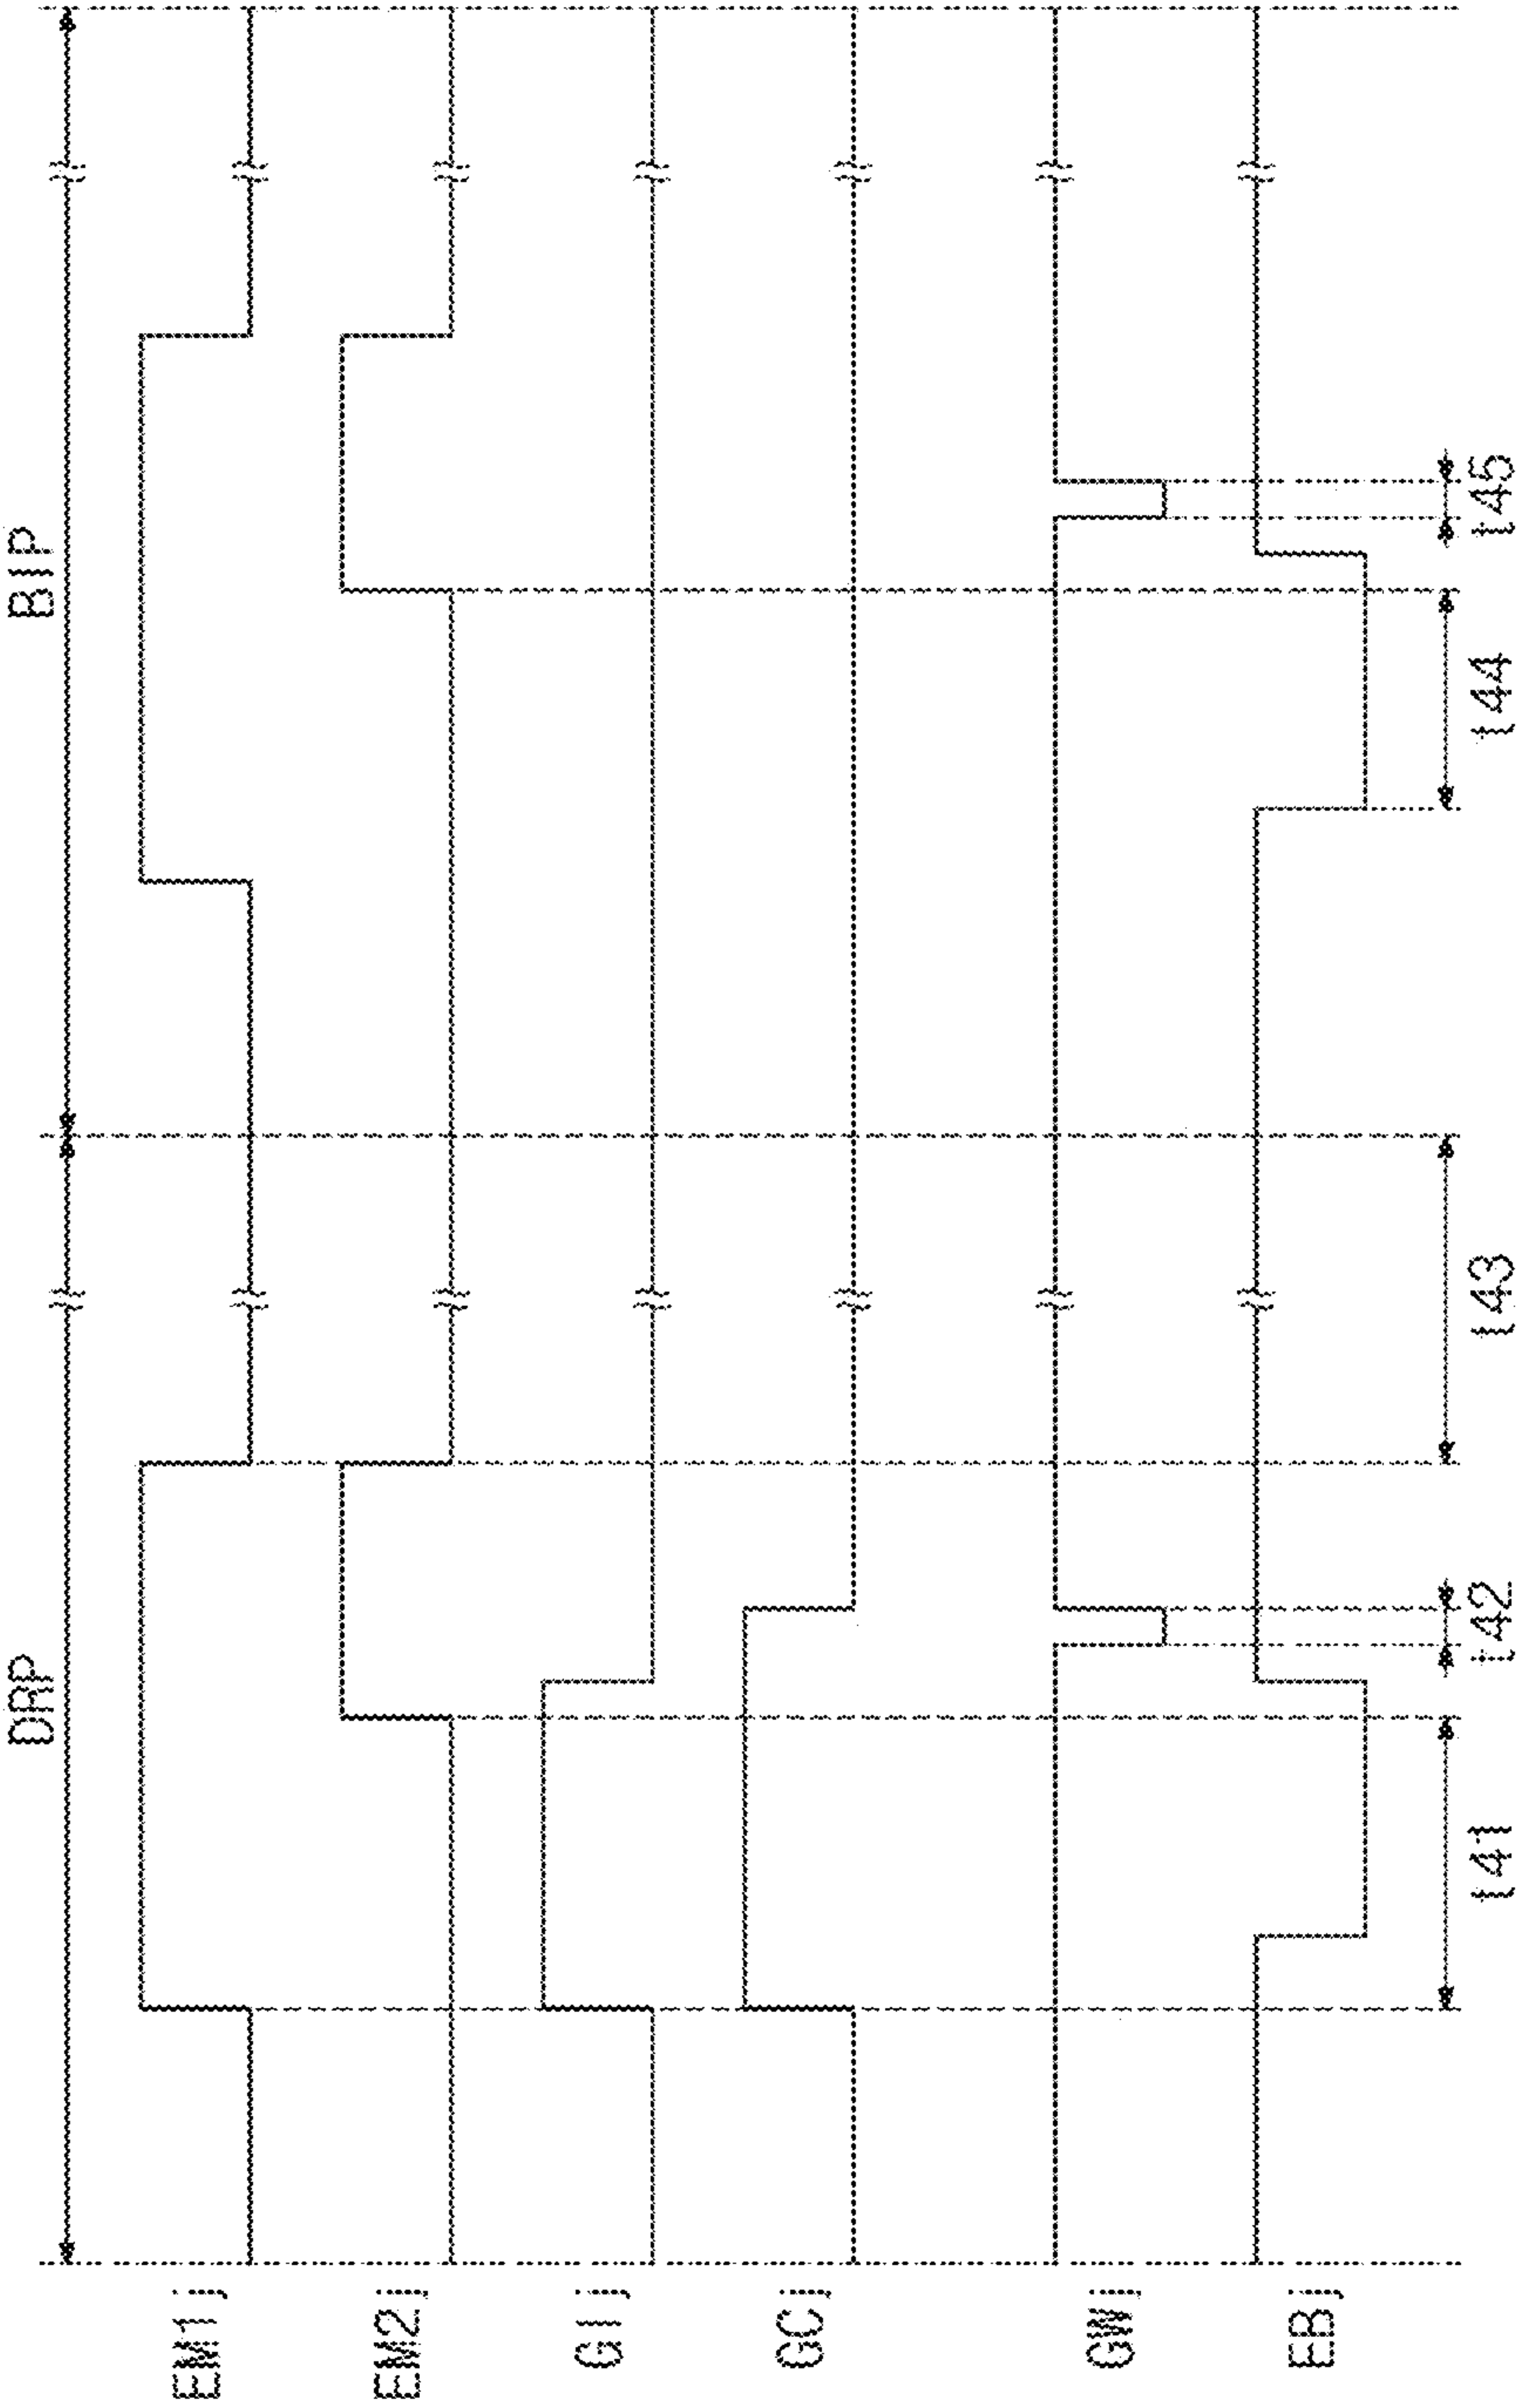 DRP
BIP
EM1j
EM2j
GIj
GCj
GWj
EBj
t41
t42
t43
t44
t45